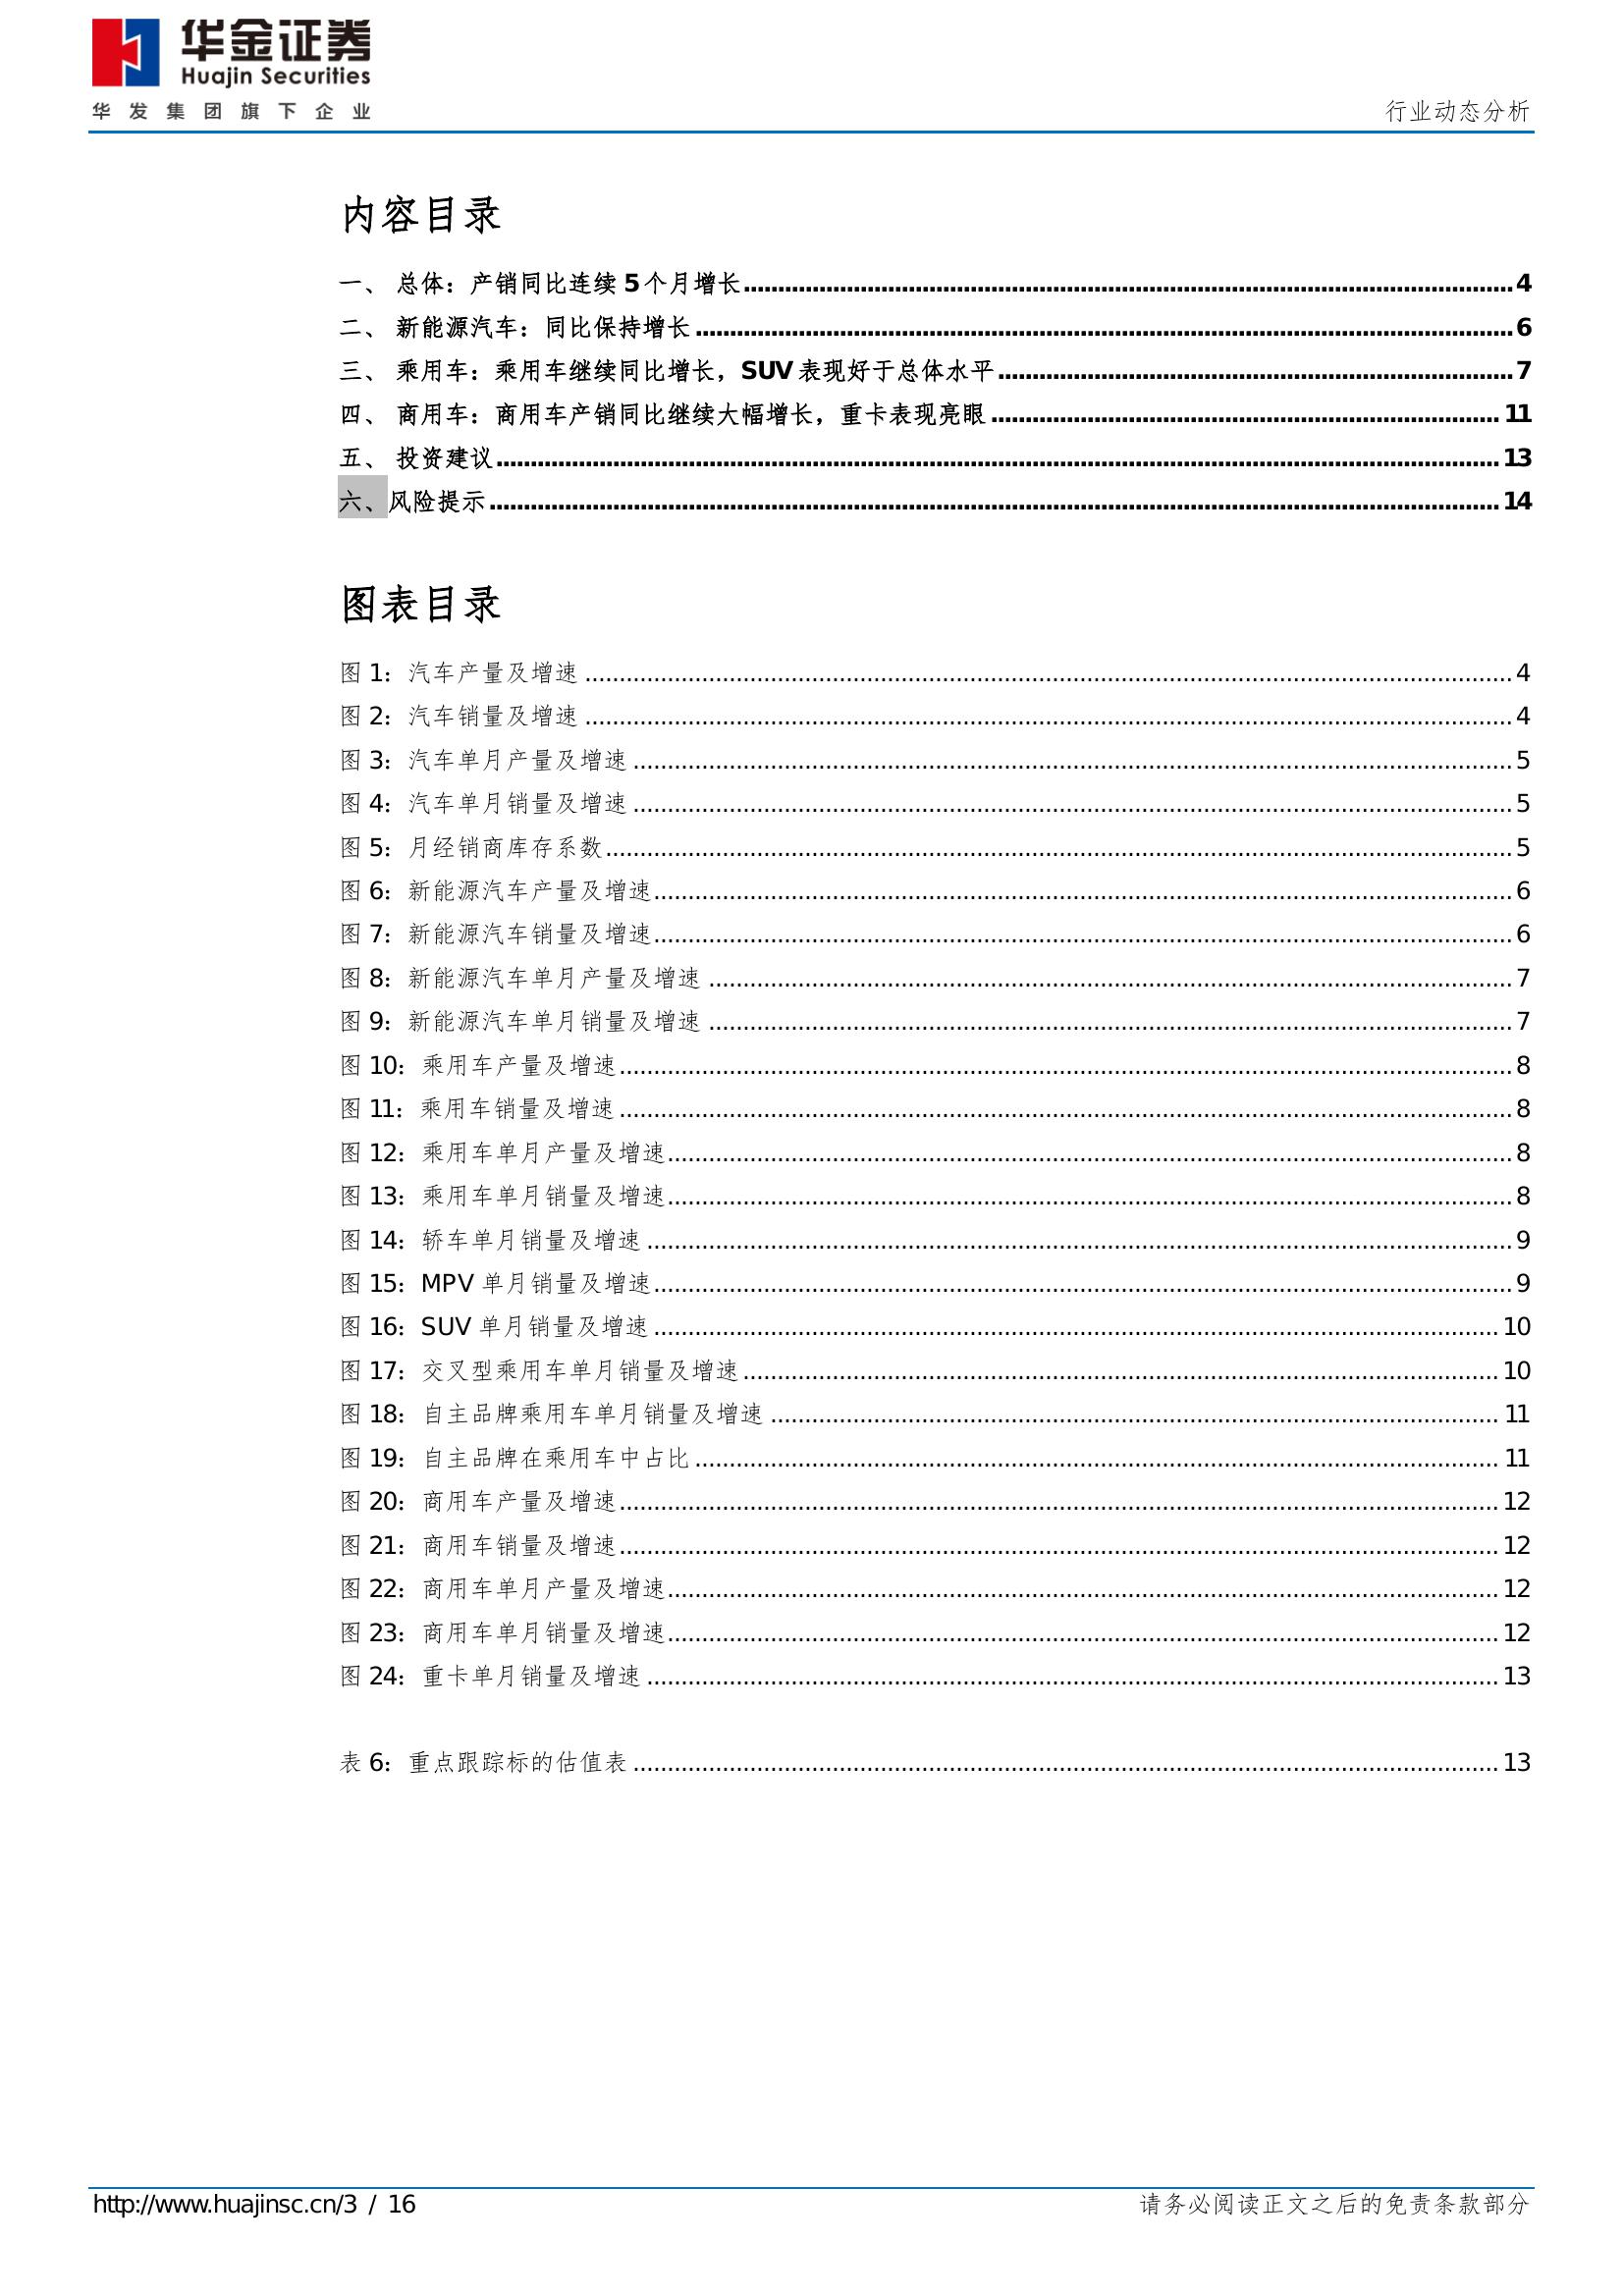 华金证券
Huajin Securities
华发集团旗下企业
行业动态分析
内容目录
一、 总体：产销同比连续 5 个月增长 4
二、 新能源汽车：同比保持增长 6
三、 乘用车：乘用车继续同比增长，SUV 表现好于总体水平 7
四、 商用车：商用车产销同比继续大幅增长，重卡表现亮眼 11
五、 投资建议 13
六、风险提示 14
图表目录
图 1：汽车产量及增速 4
图 2：汽车销量及增速 4
图 3：汽车单月产量及增速 5
图 4：汽车单月销量及增速 5
图 5：月经销商库存系数 5
图 6：新能源汽车产量及增速 6
图 7：新能源汽车销量及增速 6
图 8：新能源汽车单月产量及增速 7
图 9：新能源汽车单月销量及增速 7
图 10：乘用车产量及增速 8
图 11：乘用车销量及增速 8
图 12：乘用车单月产量及增速 8
图 13：乘用车单月销量及增速 8
图 14：轿车单月销量及增速 9
图 15：MPV 单月销量及增速 9
图 16：SUV 单月销量及增速 10
图 17：交叉型乘用车单月销量及增速 10
图 18：自主品牌乘用车单月销量及增速 11
图 19：自主品牌在乘用车中占比 11
图 20：商用车产量及增速 12
图 21：商用车销量及增速 12
图 22：商用车单月产量及增速 12
图 23：商用车单月销量及增速 12
图 24：重卡单月销量及增速 13
表 6：重点跟踪标的估值表 13
http://www.huajinsc.cn/3 / 16
请务必阅读正文之后的免责条款部分